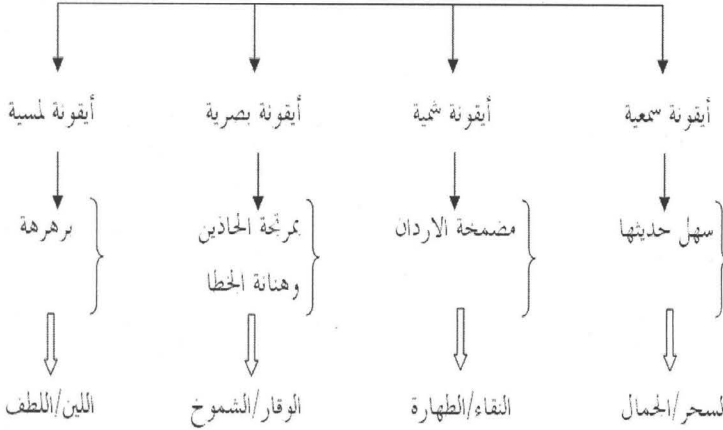 أيقونة سمعية أيقونة شمية أيقونة بصرية أيقونة لمسية
سهل حديثها مضمخة الاردان بمرتجة الحاذين برهرهة
وهنانة الخطا
لسحر/الجمال النقاء/الطهارة الوقار/الشموخ اللين/اللطف